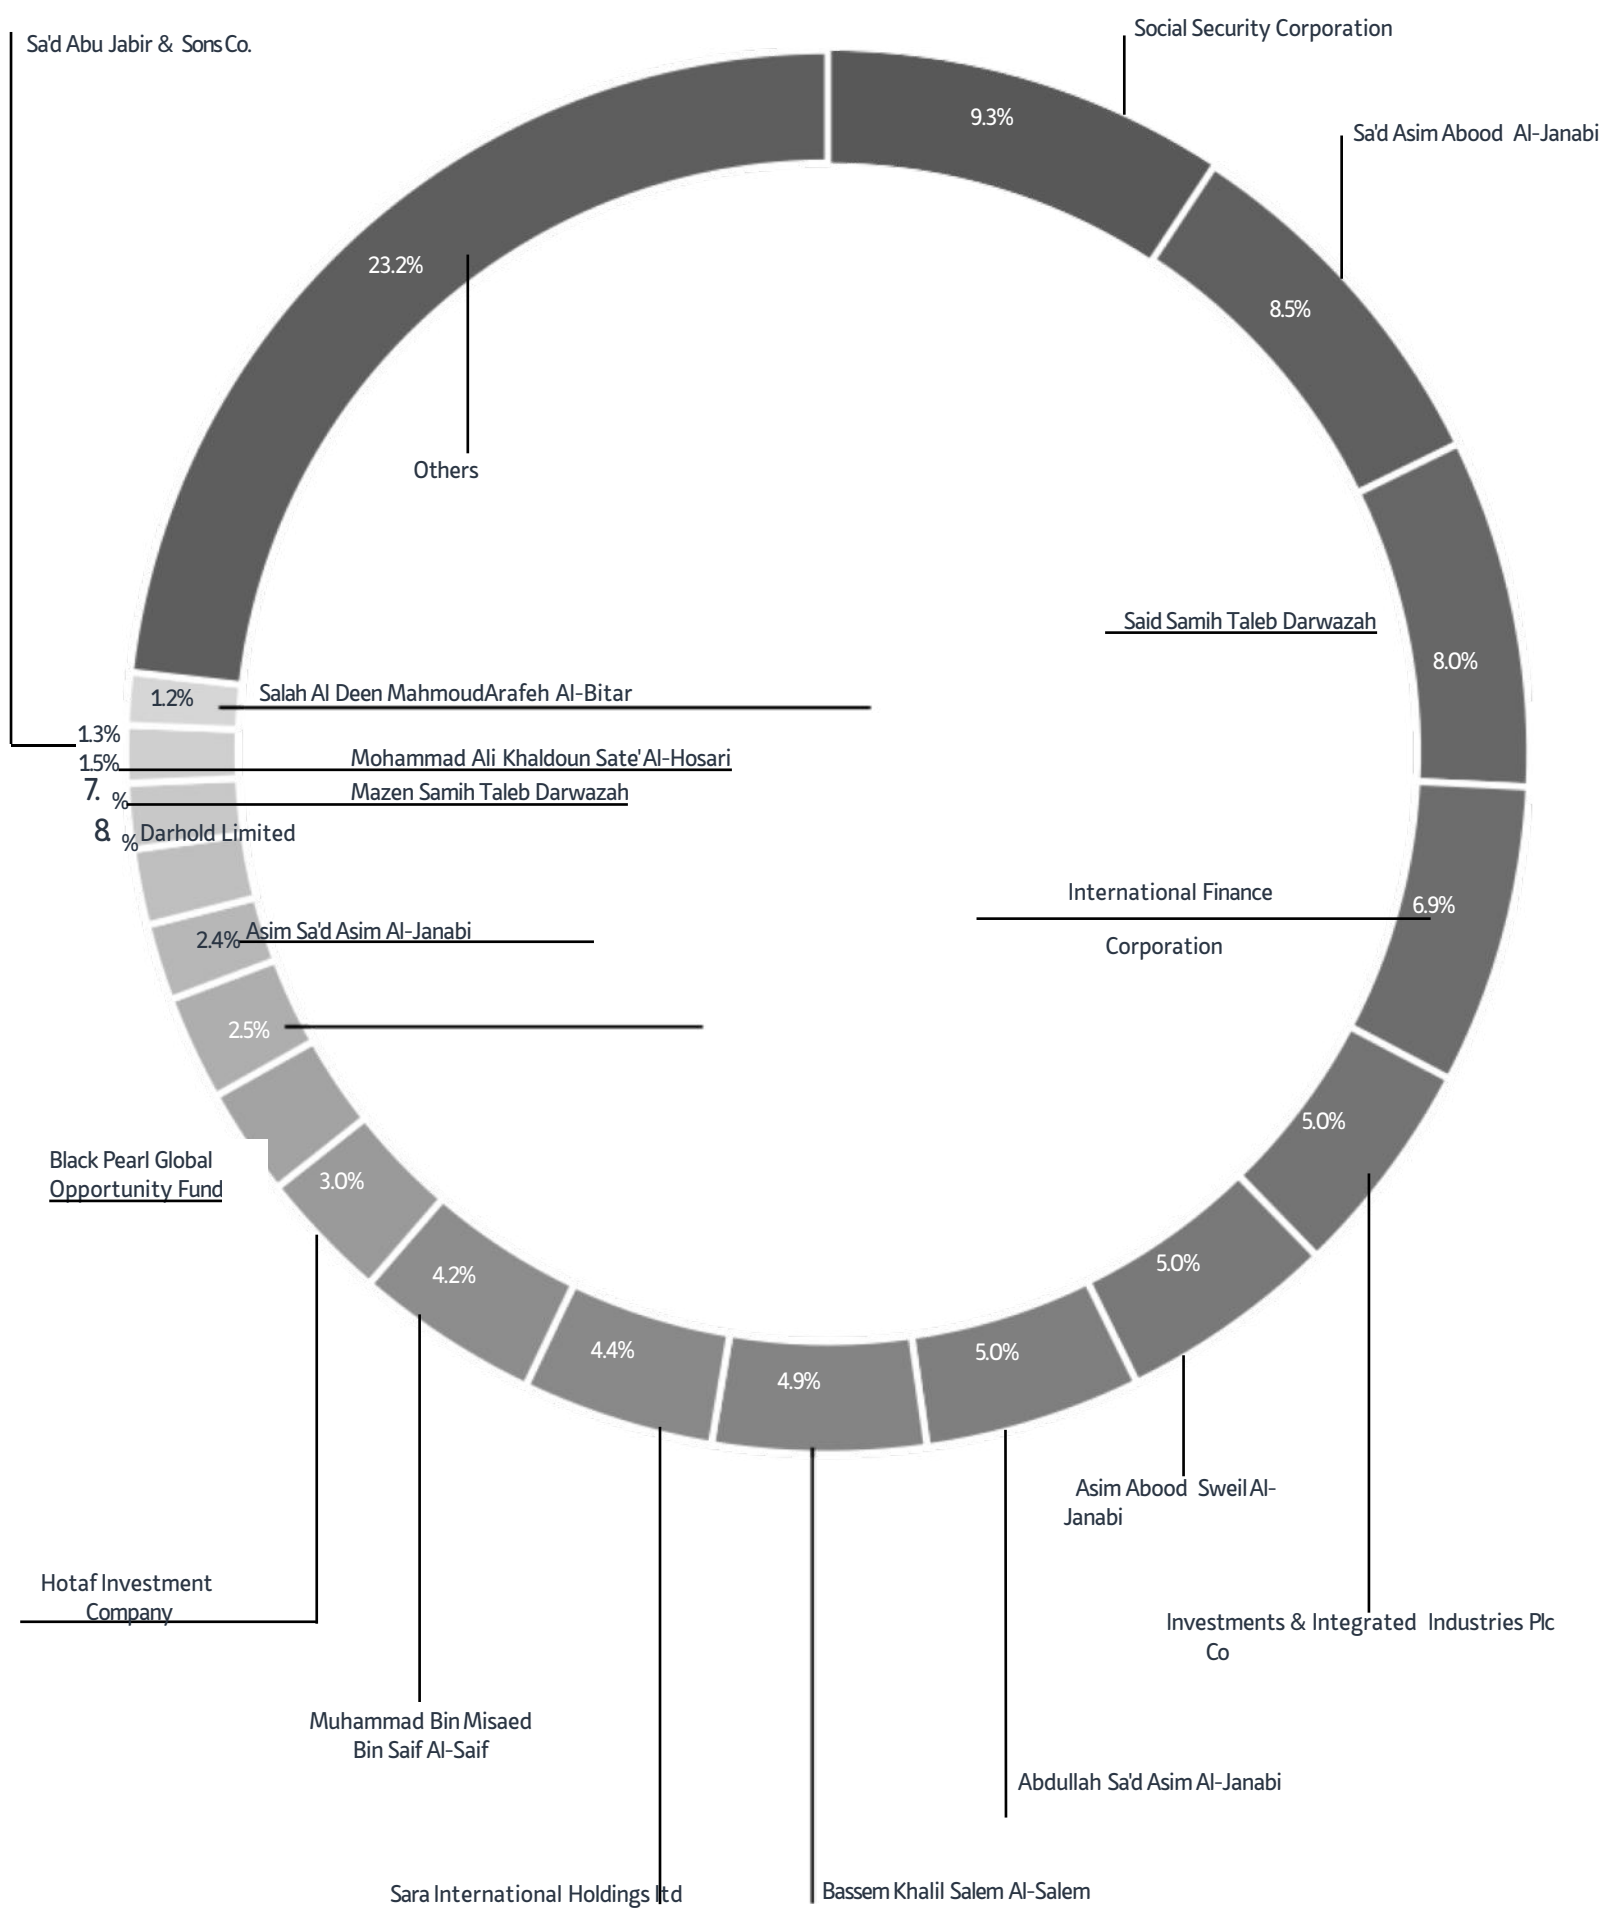 Sa'd Abu Jabir & Sons Co.
Social Security Corporation
9.3%
Sa'd Asim Abood Al-Janabi
23.2%
8.5%
Others
Said Samih Taleb Darwazah
8.0%
1.2%
Salah Al Deen Mahmoud Arafeh Al-Bitar
1.3%
1.5%
Mohammad Ali Khaldoun Sate' Al-Hosari
7. %
Mazen Samih Taleb Darwazah
8. %
Darhold Limited
International Finance
6.9%
Corporation
2.4%
Asim Sa'd Asim Al-Janabi
2.5%
5.0%
Black Pearl Global
Opportunity Fund
3.0%
4.2%
5.0%
4.4%
4.9%
5.0%
Asim Abood Sweil Al-
Janabi
Hotaf Investment
Company
Investments & Integrated Industries Plc
Co
Muhammad Bin Misaed
Bin Saif Al-Saif
Abdullah Sa'd Asim Al-Janabi
Sara International Holdings ltd
Bassem Khalil Salem Al-Salem